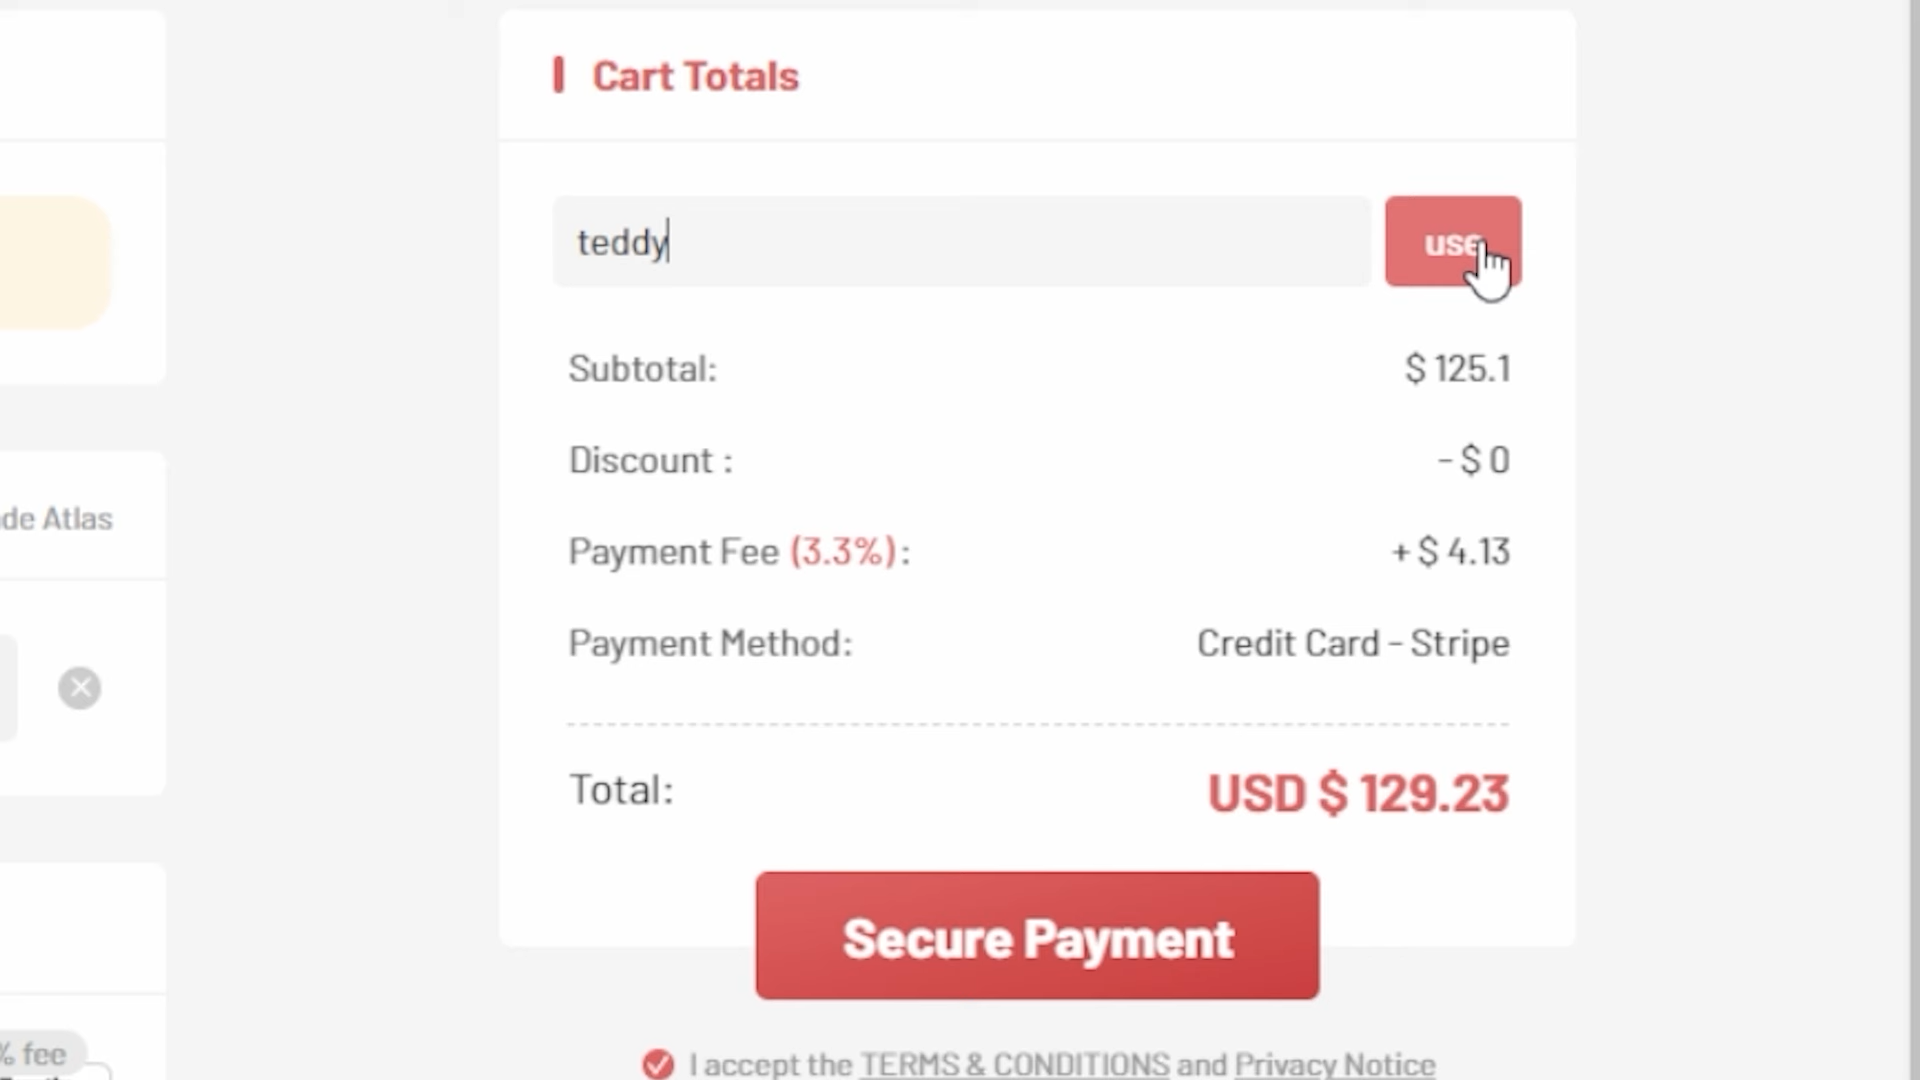 Cart Totals
teddy
use
Subtotal: $ 125.1
Discount : - $ 0
Payment Fee (3.3%) : + $ 4.13
Payment Method: Credit Card - Stripe
Total: USD $ 129.23
Secure Payment
I accept the TERMS & CONDITIONS and Privacy Notice
de Atlas
% fee